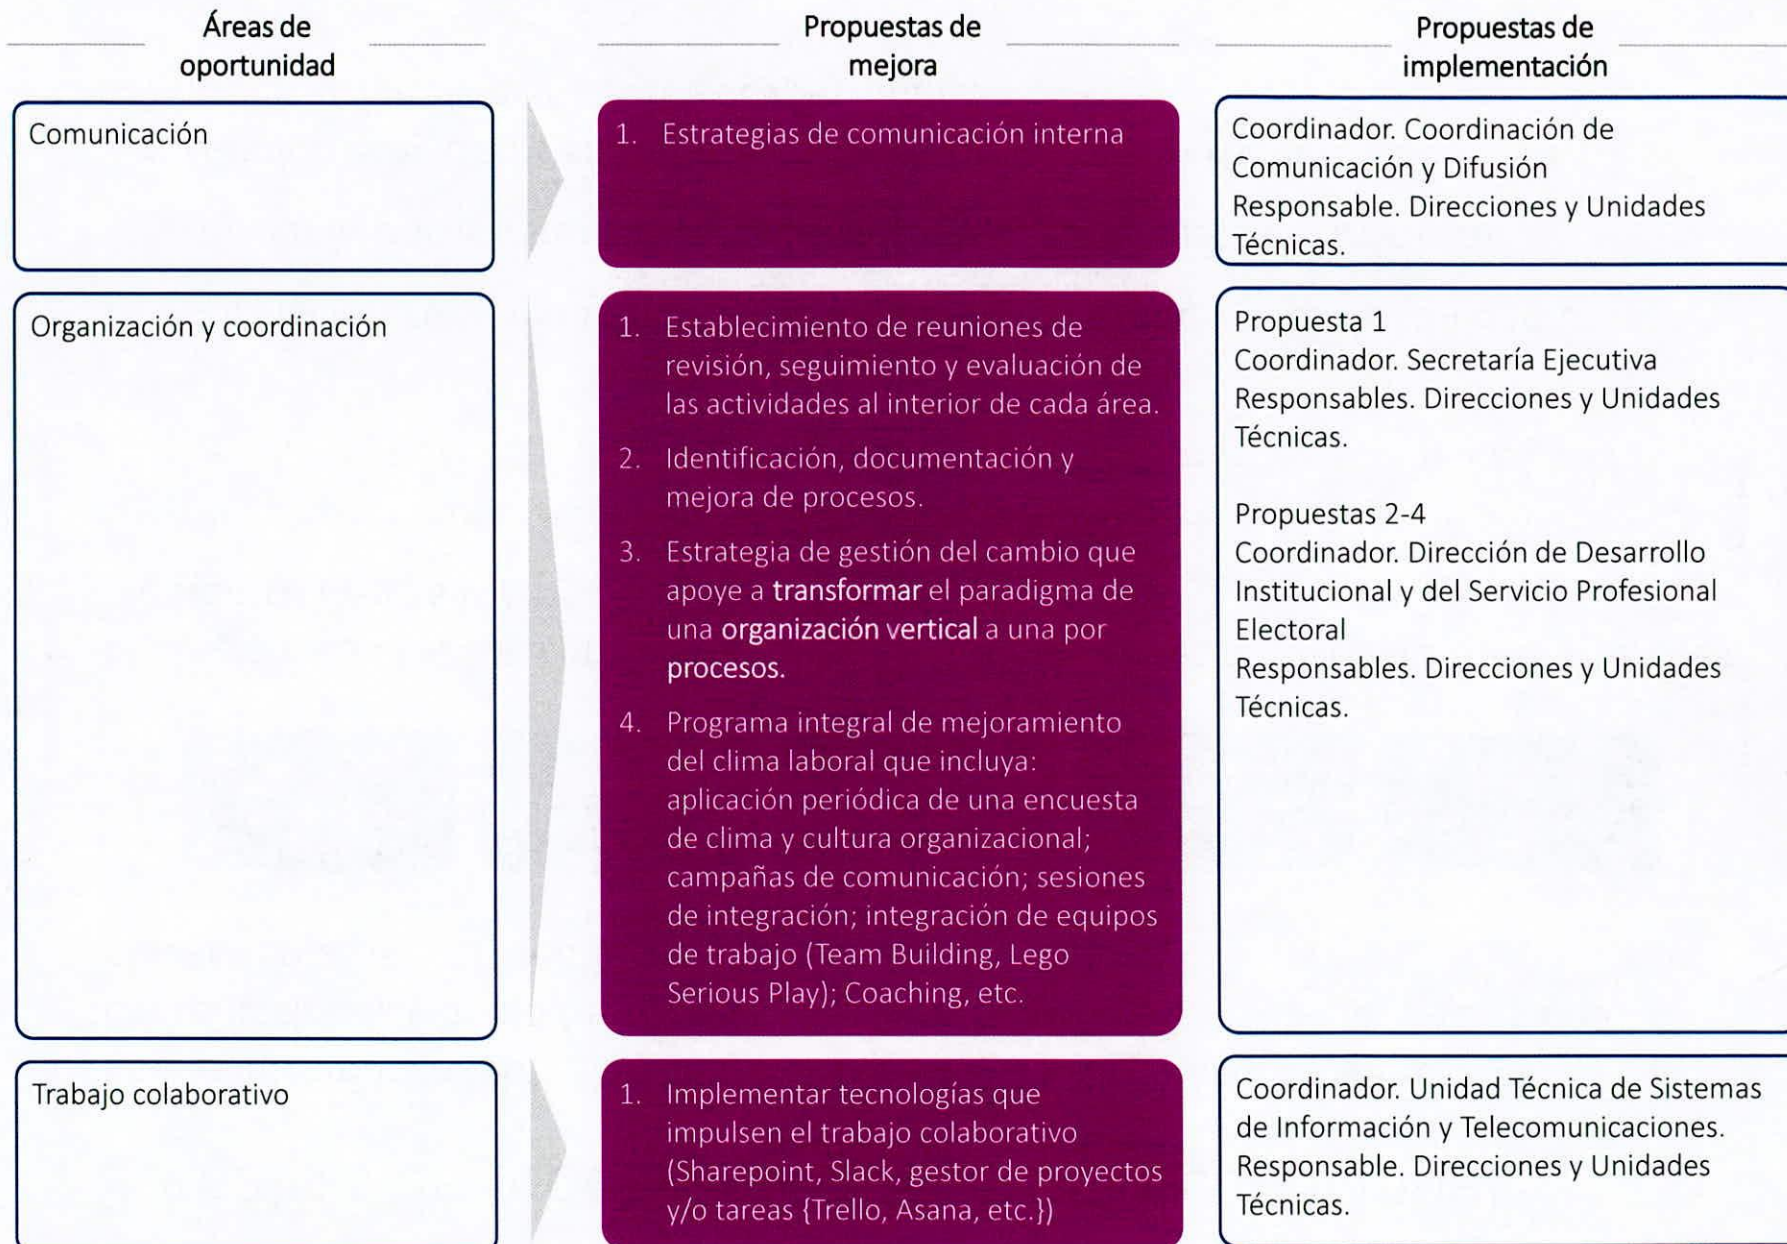 Áreas de
oportunidad
Propuestas de
mejora
Propuestas de
implementación
Comunicación
1. Estrategias de comunicación interna
Coordinador. Coordinación de
Comunicación y Difusión
Responsable. Direcciones y Unidades
Técnicas.
Organización y coordinación
1. Establecimiento de reuniones de
revisión, seguimiento y evaluación de
las actividades al interior de cada área.
2. Identificación, documentación y
mejora de procesos.
3. Estrategia de gestión del cambio que
apoye a transformar el paradigma de
una organización vertical a una por
procesos.
4. Programa integral de mejoramiento
del clima laboral que incluya:
aplicación periódica de una encuesta
de clima y cultura organizacional;
campañas de comunicación; sesiones
de integración; integración de equipos
de trabajo (Team Building, Lego
Serious Play); Coaching, etc.
Propuesta 1
Coordinador. Secretaría Ejecutiva
Responsables. Direcciones y Unidades
Técnicas.
Propuestas 2-4
Coordinador. Dirección de Desarrollo
Institucional y del Servicio Profesional
Electoral
Responsables. Direcciones y Unidades
Técnicas.
Trabajo colaborativo
1. Implementar tecnologías que
impulsen el trabajo colaborativo
(Sharepoint, Slack, gestor de proyectos
y/o tareas {Trello, Asana, etc.})
Coordinador. Unidad Técnica de Sistemas
de Información y Telecomunicaciones.
Responsable. Direcciones y Unidades
Técnicas.